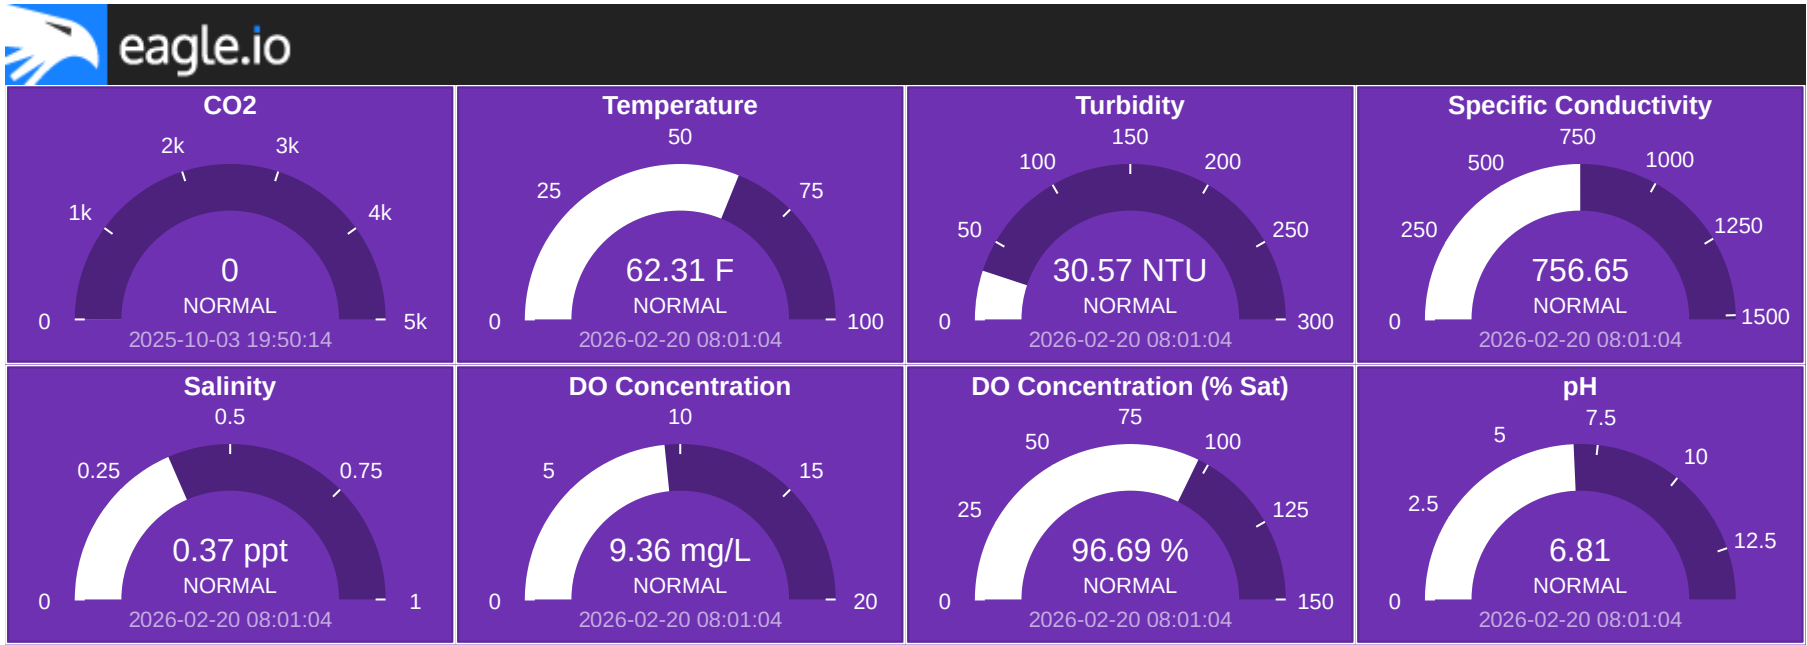 eagle.io
CO2
0
1k
2k
3k
4k
5k
0
NORMAL
2025-10-03 19:50:14
Temperature
0
25
50
75
100
62.31 F
NORMAL
2026-02-20 08:01:04
Turbidity
0
50
100
150
200
250
300
30.57 NTU
NORMAL
2026-02-20 08:01:04
Specific Conductivity
0
250
500
750
1000
1250
1500
756.65
NORMAL
2026-02-20 08:01:04
Salinity
0
0.25
0.5
0.75
1
0.37 ppt
NORMAL
2026-02-20 08:01:04
DO Concentration
0
5
10
15
20
9.36 mg/L
NORMAL
2026-02-20 08:01:04
DO Concentration (% Sat)
0
25
50
75
100
125
150
96.69 %
NORMAL
2026-02-20 08:01:04
pH
0
2.5
5
7.5
10
12.5
6.81
NORMAL
2026-02-20 08:01:04